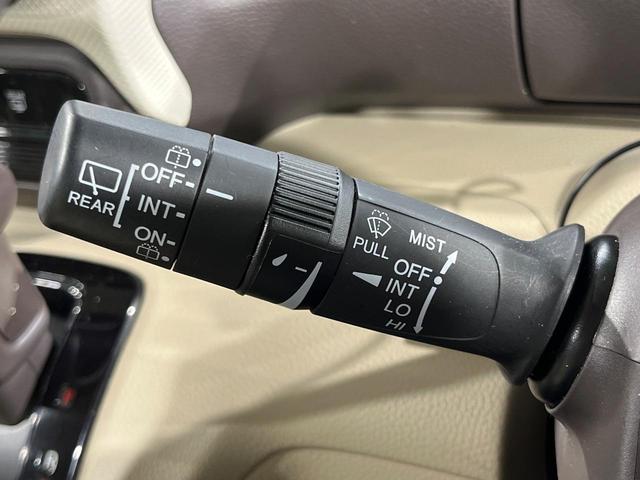 OFF
REAR
INT
ON
PULL
MIST
OFF
INT
LO
HI